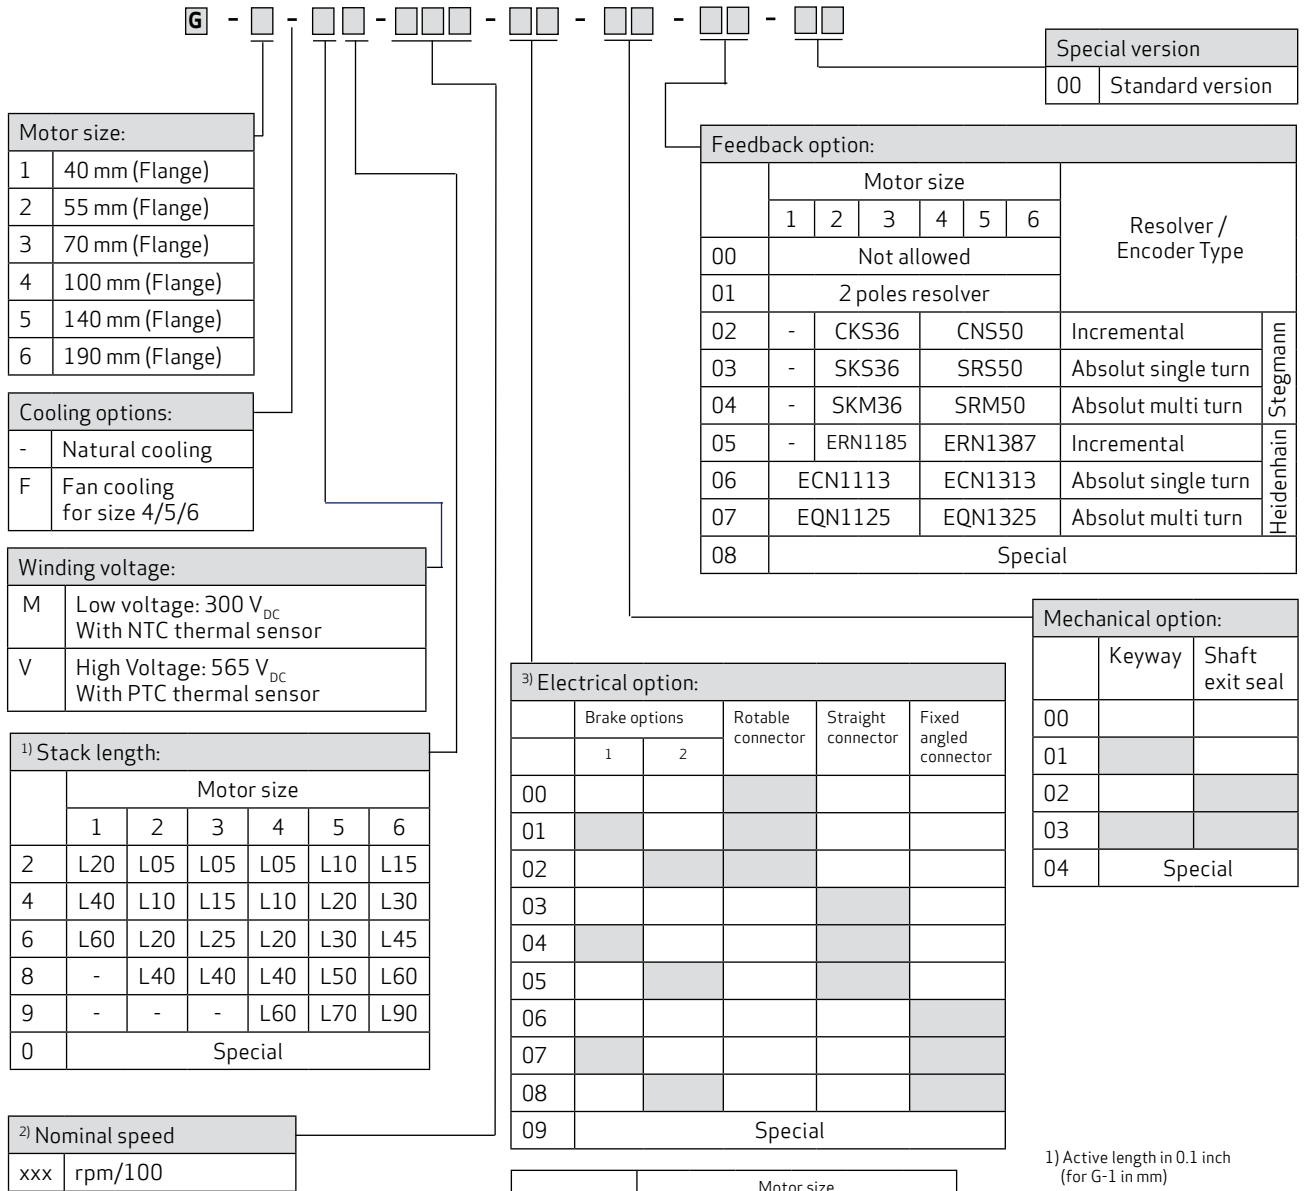 G - - - - - - -
Special version
00 Standard version
Motor size:
1 40 mm (Flange)
2 55 mm (Flange)
3 70 mm (Flange)
4 100 mm (Flange)
5 140 mm (Flange)
6 190 mm (Flange)
Cooling options:
- Natural cooling
F Fan cooling
for size 4/5/6
Winding voltage:
M Low voltage: 300 VDC
With NTC thermal sensor
V High Voltage: 565 VDC
With PTC thermal sensor
1) Stack length:
Motor size
1 2 3 4 5 6
2 L20 L05 L05 L05 L10 L15
4 L40 L10 L15 L10 L20 L30
6 L60 L20 L25 L20 L30 L45
8 - L40 L40 L40 L50 L60
9 - - - L60 L70 L90
0 Special
2) Nominal speed
xxx rpm/100
Feedback option:
Motor size
1 2 3 4 5 6
Resolver /
Encoder Type
00 Not allowed
01 2 poles resolver
02 - CKS36 CNS50 Incremental
03 - SKS36 SRS50 Absolut single turn
04 - SKM36 SRM50 Absolut multi turn
Stegmann
05 - ERN1185 ERN1387 Incremental
06 ECN1113 ECN1313 Absolut single turn
07 EQN1125 EQN1325 Absolut multi turn
Heidenhain
08 Special
3) Electrical option:
Brake options
1 2
Rotable
connector
Straight
connector
Fixed
angled
connector
00
01
02
03
04
05
06
07
08
09 Special
Motor size
Mechanical option:
Keyway
Shaft
exit seal
00
01
02
03
04 Special
1) Active length in 0.1 inch
(for G-1 in mm)